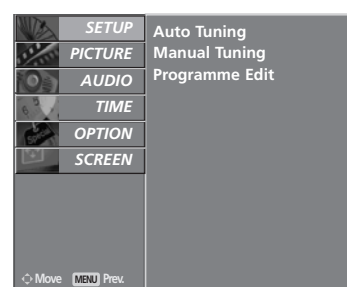 SETUP
PICTURE
AUDIO
TIME
OPTION
SCREEN
Auto Tuning
Manual Tuning
Programme Edit
Move MENU Prev.